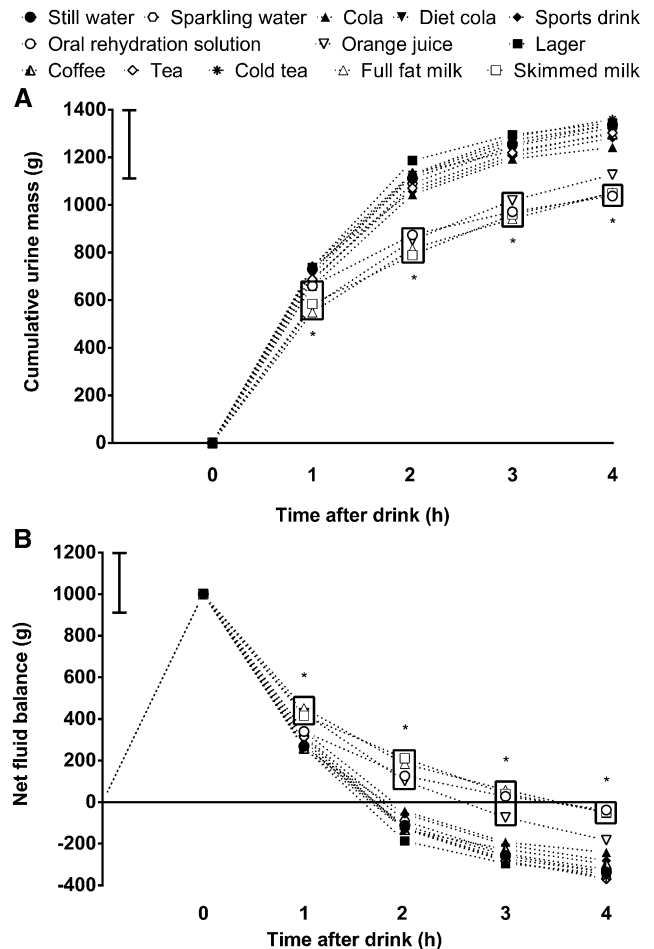 Still water Sparkling water Cola Diet cola Sports drink
Oral rehydration solution Orange juice Lager
Coffee Tea Cold tea Full fat milk Skimmed milk
A
1400
1200
1000
800
600
400
200
0
Cumulative urine mass (g)
* * * *
0 1 2 3 4
Time after drink (h)
B
1200
1000
800
600
400
200
0
-200
-400
Net fluid balance (g)
* * * *
0 1 2 3 4
Time after drink (h)